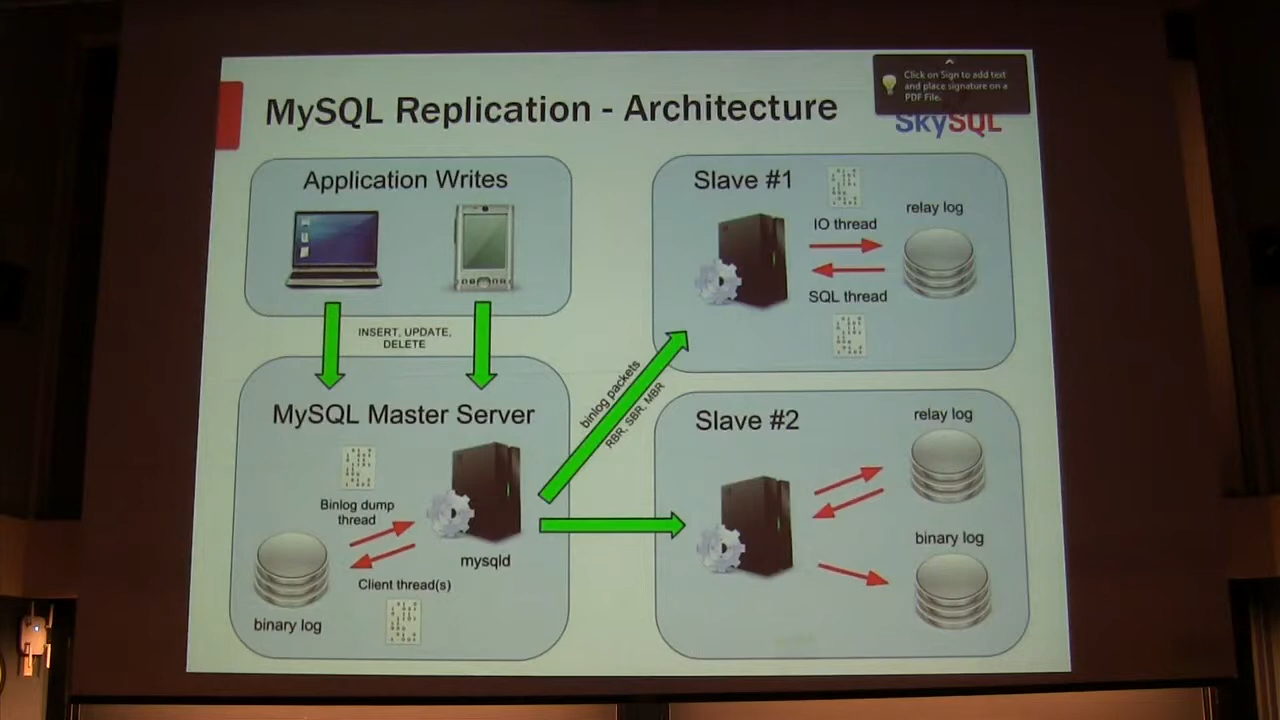 MySQL Replication - Architecture
Click on Sign to add text
and place signature on a
PDF File.
SkySQL
Application Writes
INSERT, UPDATE,
DELETE
MySQL Master Server
Binlog dump
thread
mysqld
Client thread(s)
binary log
binlog packets
RBR, SBR, MBR
Slave #1
IO thread
relay log
SQL thread
Slave #2
relay log
binary log